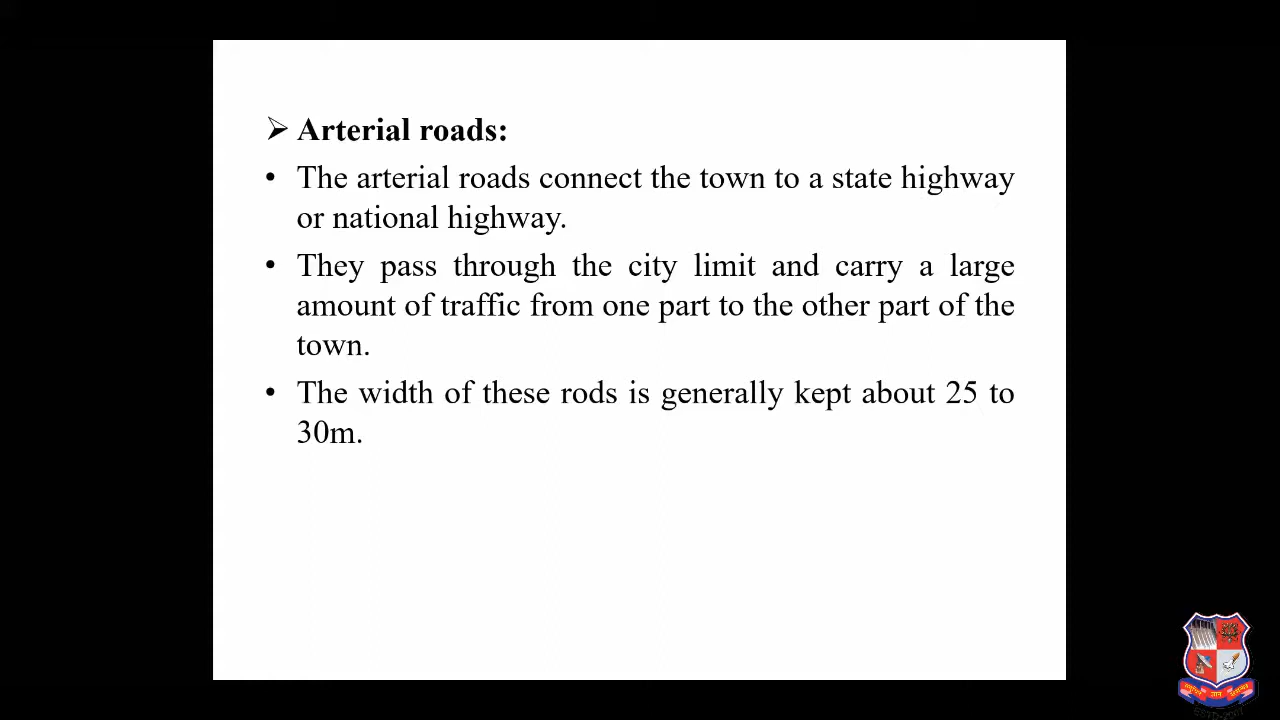 ➢ Arterial roads:
• The arterial roads connect the town to a state highway
or national highway.
• They pass through the city limit and carry a large
amount of traffic from one part to the other part of the
town.
• The width of these rods is generally kept about 25 to
30m.